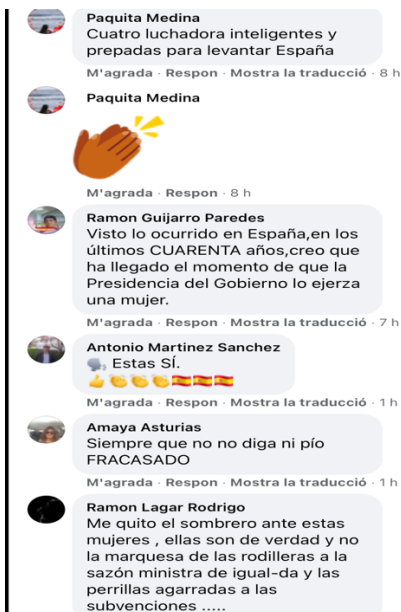 Paquita Medina
Cuatro luchadora inteligentes y
prepadas para levantar España
M'agrada · Respon · Mostra la traducció · 8 h
Paquita Medina
M'agrada · Respon · 8 h
Ramon Guijarro Paredes
Visto lo ocurrido en España,en los
últimos CUARENTA años,creo que
ha llegado el momento de que la
Presidencia del Gobierno lo ejerza
una mujer.
M'agrada · Respon · Mostra la traducció · 7 h
Antonio Martinez Sanchez
🗣️, Estas SÍ.
👍👏👏👏🇪🇸🇪🇸🇪🇸
M'agrada · Respon · Mostra la traducció · 1 h
Amaya Asturias
Siempre que no no diga ni pío
FRACASADO
M'agrada · Respon · Mostra la traducció · 1 h
Ramon Lagar Rodrigo
Me quito el sombrero ante estas
mujeres , ellas son de verdad y no
la marquesa de las rodilleras a la
sazón ministra de igual-da y las
perrillas agarradas a las
subvenciones .....